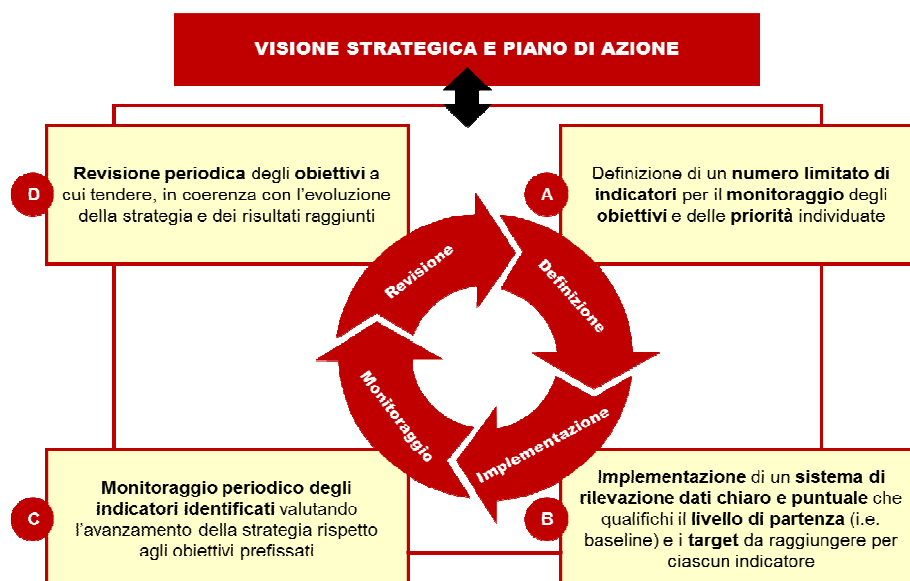 VISIONE STRATEGICA E PIANO DI AZIONE
D
Revisione periodica degli obiettivi a
cui tendere, in coerenza con l'evoluzione
della strategia e dei risultati raggiunti
A
Definizione di un numero limitato di
indicatori per il monitoraggio degli
obiettivi e delle priorità individuate
Revisione
Definizione
Monitoraggio
Implementazione
C
Monitoraggio periodico degli
indicatori identificati valutando
l'avanzamento della strategia rispetto
agli obiettivi prefissati
B
Implementazione di un sistema di
rilevazione dati chiaro e puntuale che
qualifichi il livello di partenza (i.e.
baseline) e i target da raggiungere per
ciascun indicatore